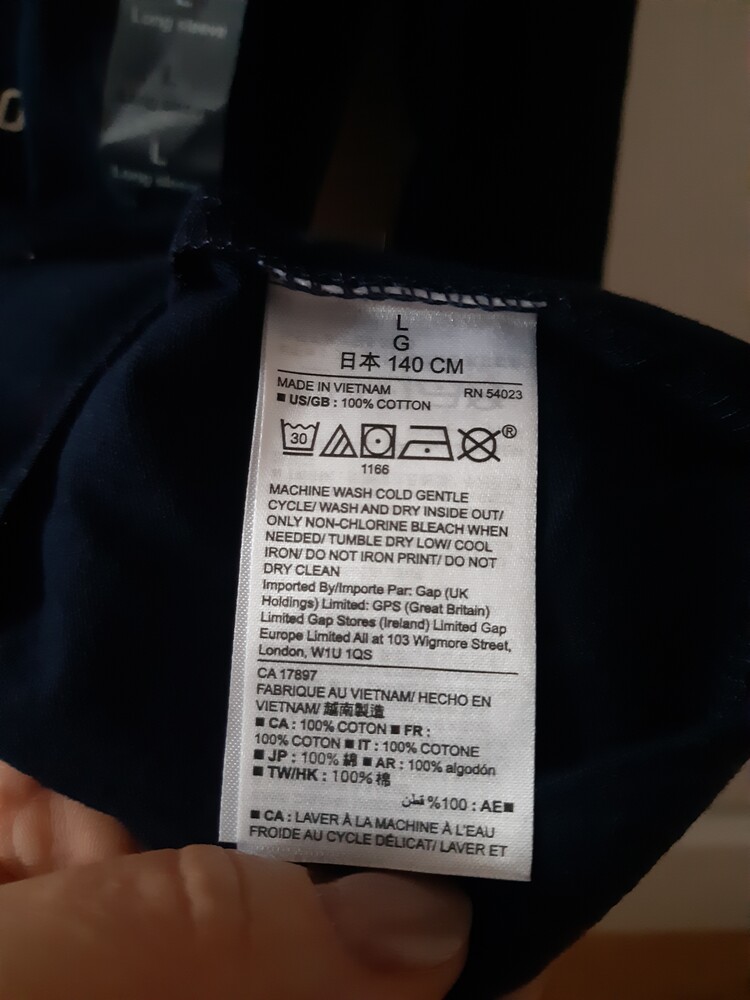 Long sleeve
L
Long sleeve
L
G
日本 140 CM
MADE IN VIETNAM RN 54023
■ US/GB : 100% COTTON
30
®
1166
MACHINE WASH COLD GENTLE
CYCLE/ WASH AND DRY INSIDE OUT/
ONLY NON-CHLORINE BLEACH WHEN
NEEDED/ TUMBLE DRY LOW/ COOL
IRON/ DO NOT IRON PRINT/ DO NOT
DRY CLEAN
Imported By/Importe Par: Gap (UK
Holdings) Limited: GPS (Great Britain)
Limited Gap Stores (Ireland) Limited Gap
Europe Limited All at 103 Wigmore Street,
London, W1U 1QS
CA 17897
FABRIQUE AU VIETNAM/ HECHO EN
VIETNAM/ 越南製造
■ CA : 100% COTON ■ FR :
100% COTON ■ IT : 100% COTONE
■ JP : 100% 綿 ■ AR : 100% algodón
■ TW/HK : 100% 棉
■AE : 100% قطن
■ CA : LAVER À LA MACHINE À L'EAU
FROIDE AU CYCLE DÉLICAT/ LAVER ET